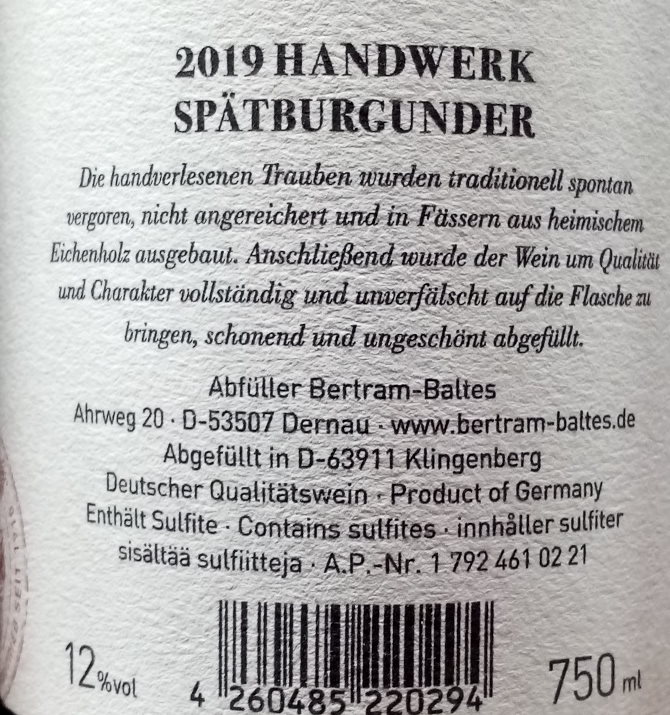 2019 HANDWERK
SPÄTBURGUNDER
Die handverlesenen Trauben wurden traditionell spontan
vergoren, nicht angereichert und in Fässern aus heimischem
Eichenholz ausgebaut. Anschließend wurde der Wein um Qualität
und Charakter vollständig und unverfälscht auf die Flasche zu
bringen, schonend und ungeschönt abgefüllt.
Abfüller Bertram-Baltes
Ahrweg 20 · D-53507 Dernau · www.bertram-baltes.de
Abgefüllt in D-63911 Klingenberg
Deutscher Qualitätswein · Product of Germany
Enthält Sulfite · Contains sulfites · innhåller sulfiter
sisältää sulfiitteja · A.P.-Nr. 1 792 461 02 21
12%vol
4 260485 220294
750 ml